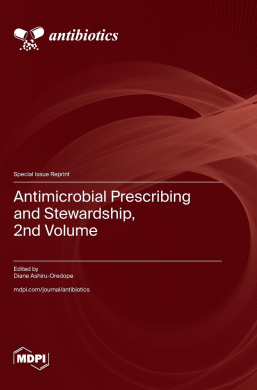 antibiotics
Special Issue Reprint
Antimicrobial Prescribing
and Stewardship,
2nd Volume
Edited by
Diane Ashiru-Oredope
mdpi.com/journal/antibiotics
MDPI